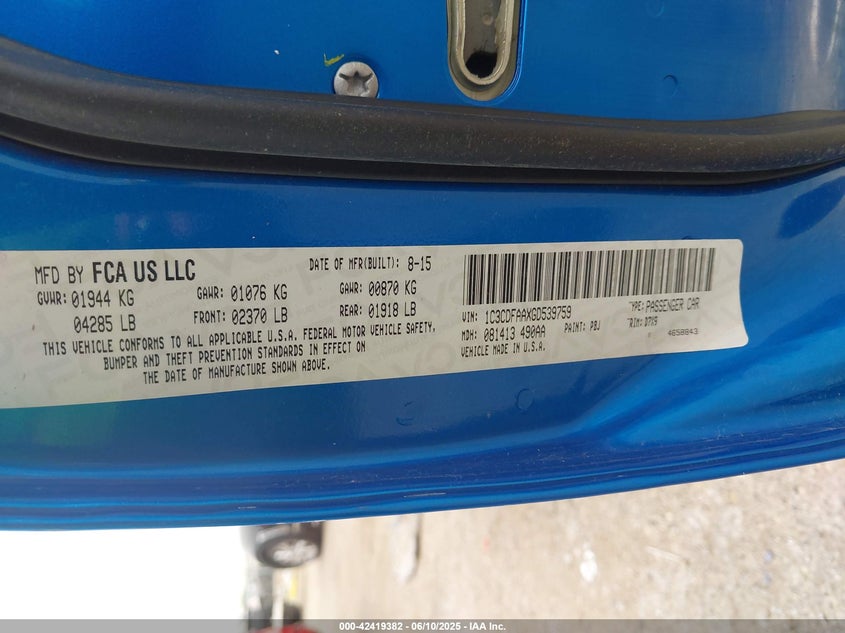 MFD BY FCA US LLC
DATE OF MFR(BUILT): 8-15
GVWR: 01944 KG
GAWR: 01076 KG
GAWR: 00870 KG
04285 LB
FRONT: 02370 LB
REAR: 01918 LB
THIS VEHICLE CONFORMS TO ALL APPLICABLE U.S.A. FEDERAL MOTOR VEHICLE SAFETY,
BUMPER AND THEFT PREVENTION STANDARDS IN EFFECT ON
THE DATE OF MANUFACTURE SHOWN ABOVE.
VIN: 1C3CDFAAXGD539759
TYPE: PASSENGER CAR
MDH: 081413 490AA
PAINT: PBJ
TRIM:
VEHICLE MADE IN U.S.A.
4658843
000-42419382 - 06/10/2025 - IAA Inc.